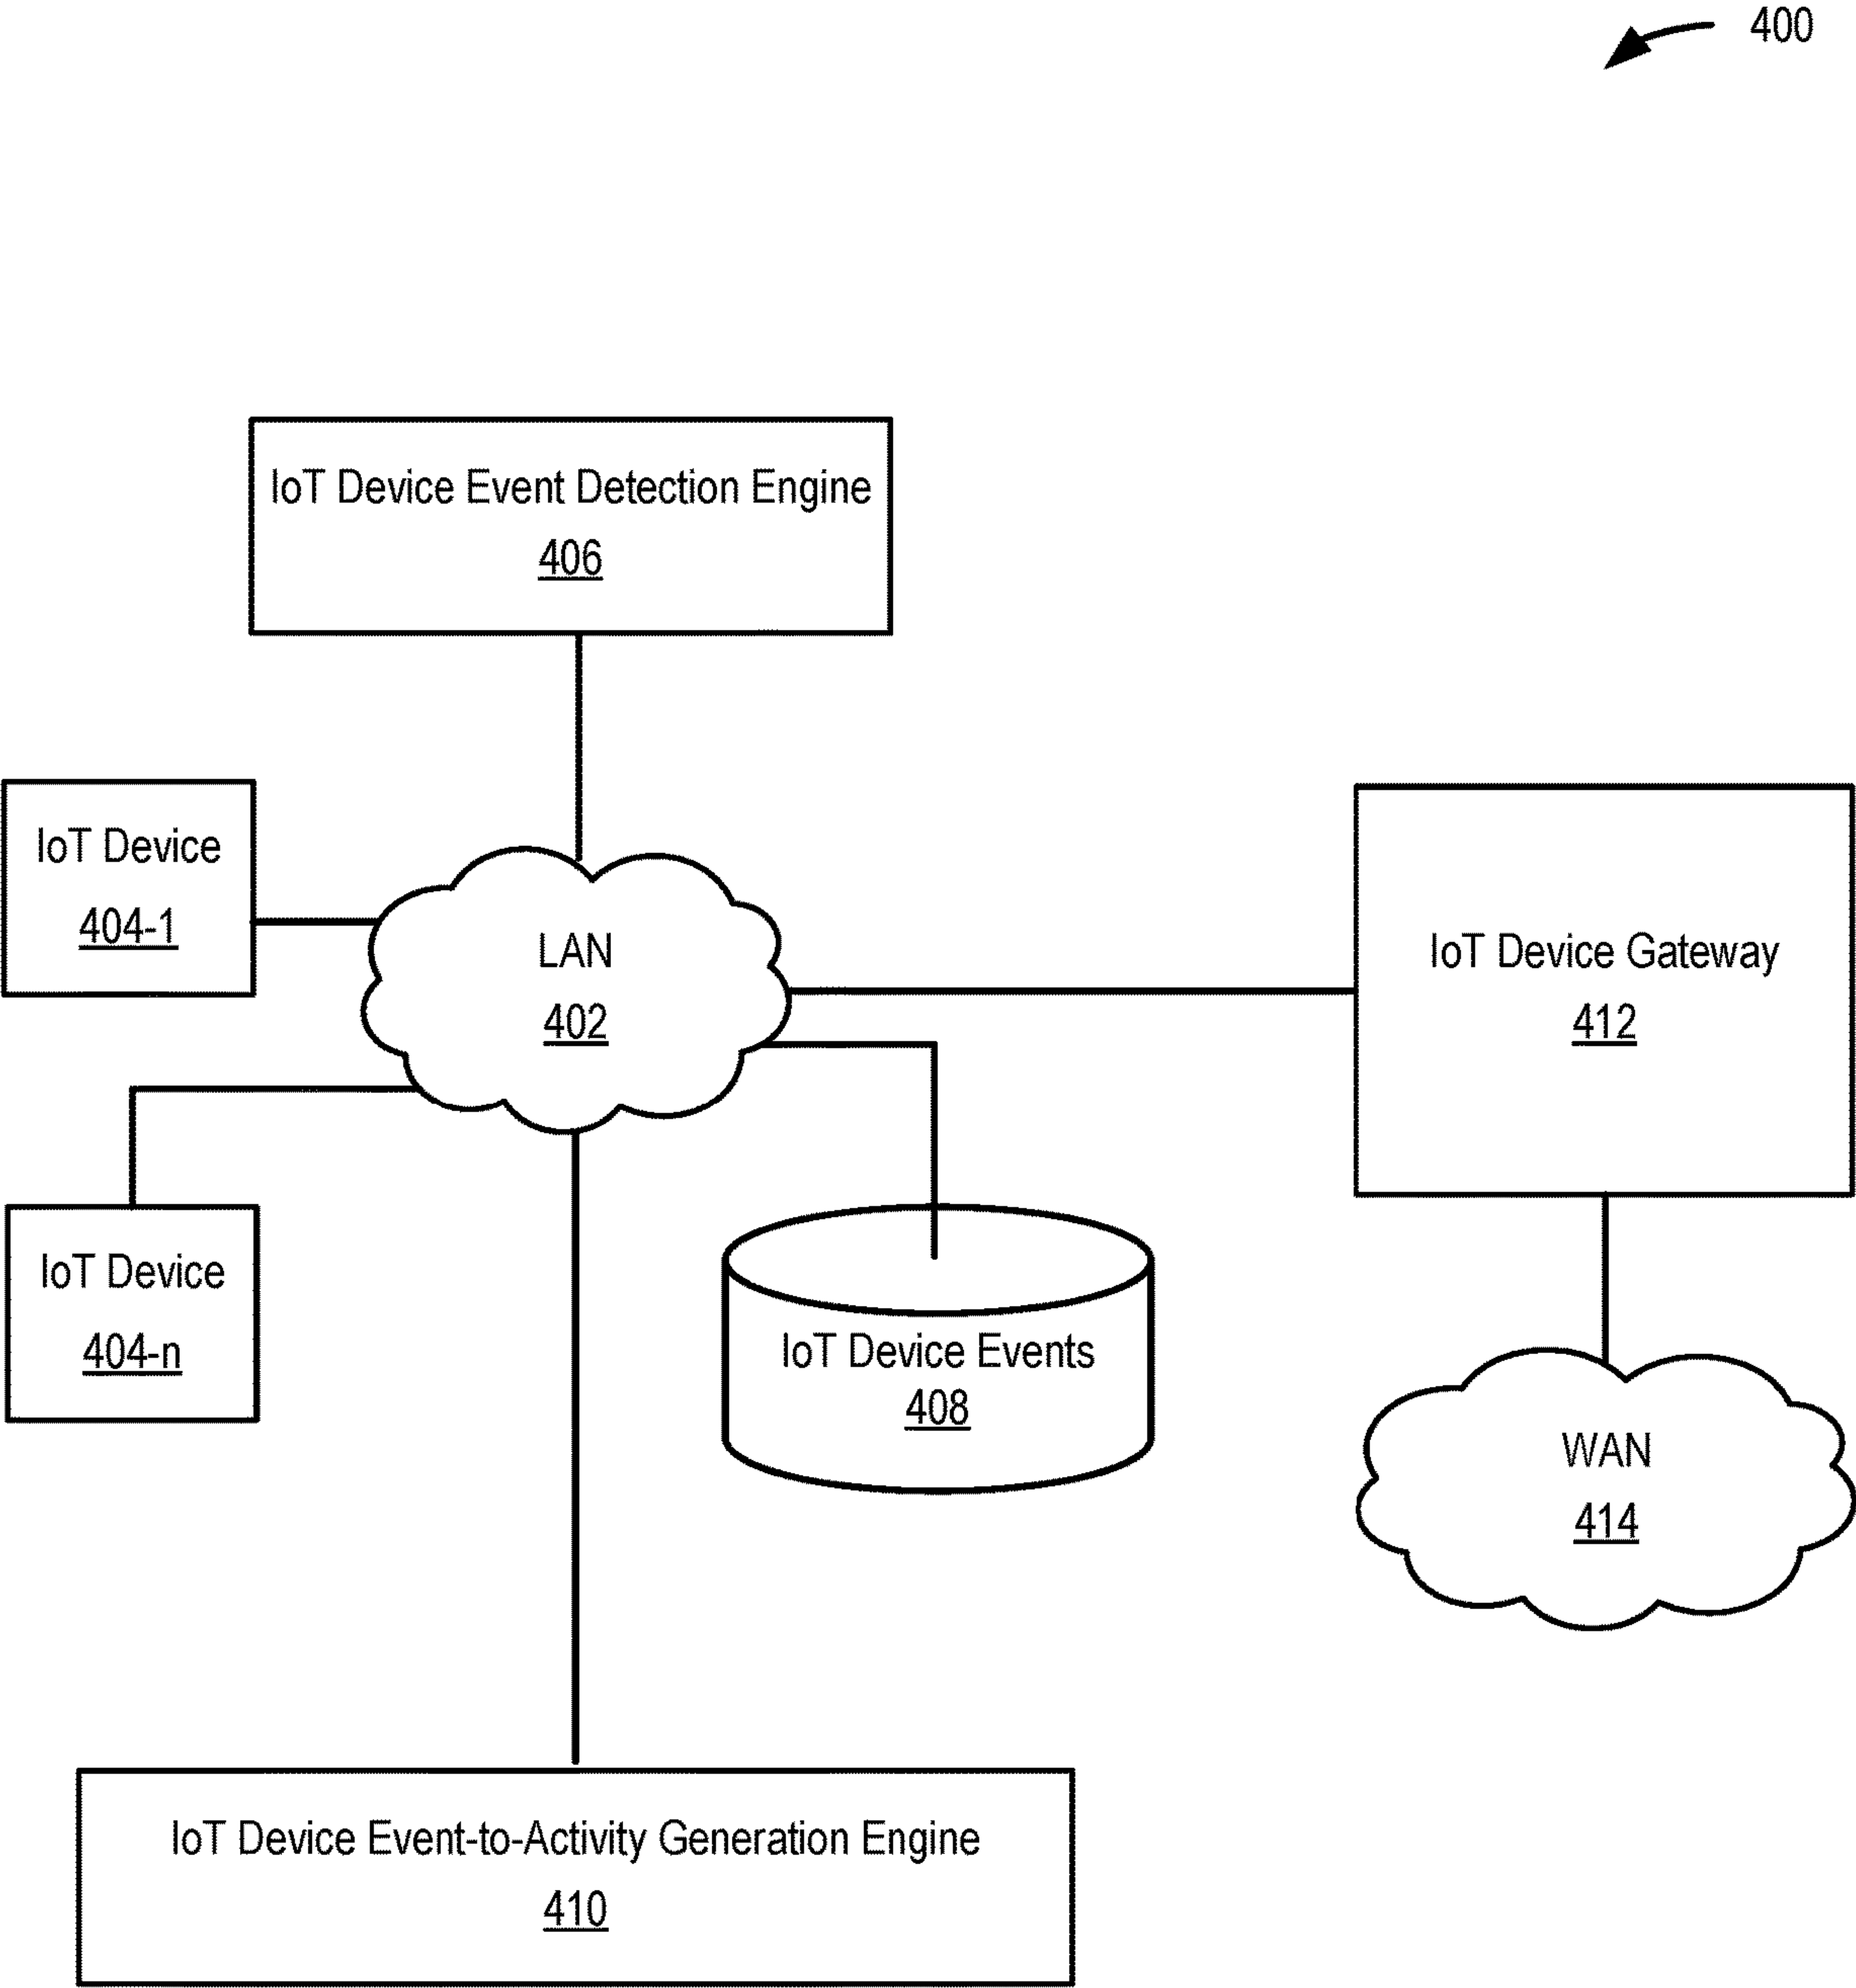 400
IoT Device Event Detection Engine
406
IoT Device
404-1
LAN
402
IoT Device Gateway
412
IoT Device
404-n
IoT Device Events
408
WAN
414
IoT Device Event-to-Activity Generation Engine
410